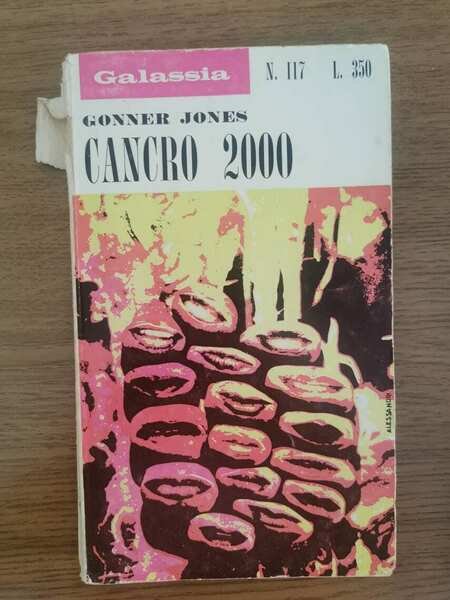 Galassia N. 117 L. 350
GONNER JONES
CANCRO 2000
ALESSANDRI